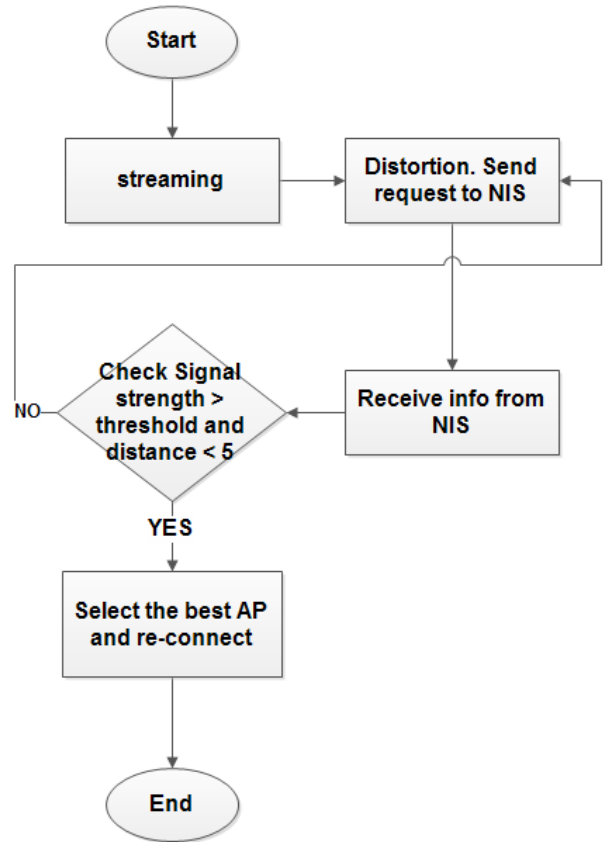 Start
streaming
Distortion. Send
request to NIS
Check Signal
strength >
threshold and
distance < 5
NO
Receive info from
NIS
YES
Select the best AP
and re-connect
End